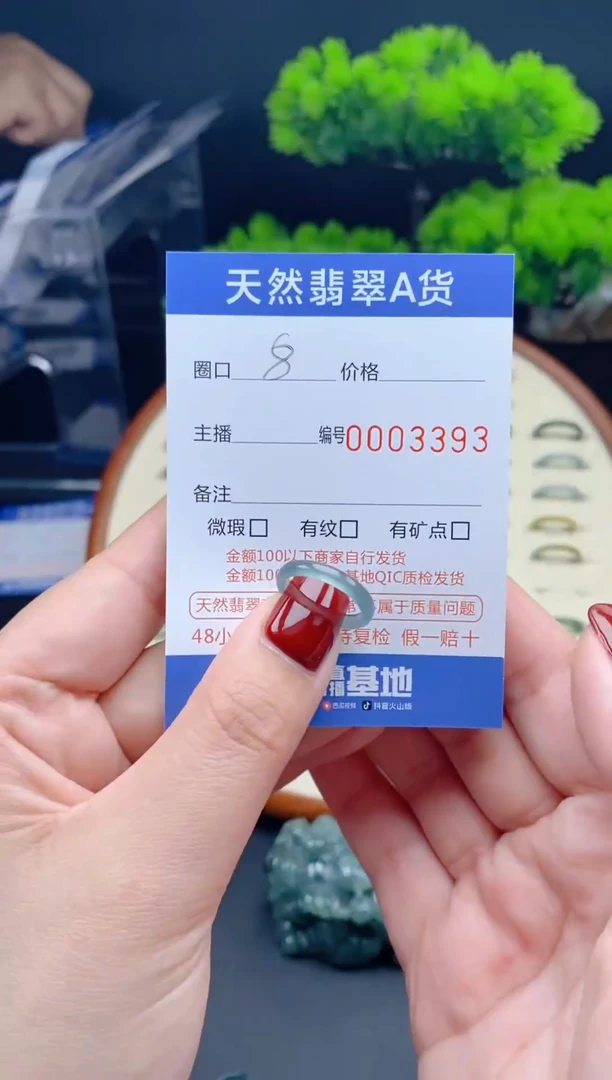 天然翡翠A货
圈口 8 价格
主播 编号0003393
备注
微瑕 有纹 有矿点
金额100以下商家自行发货
金额10 基地QIC质检发货
天然翡翠 属于质量问题
48小 持复检 假一赔十
播 基地
西瓜视频 抖音火山版